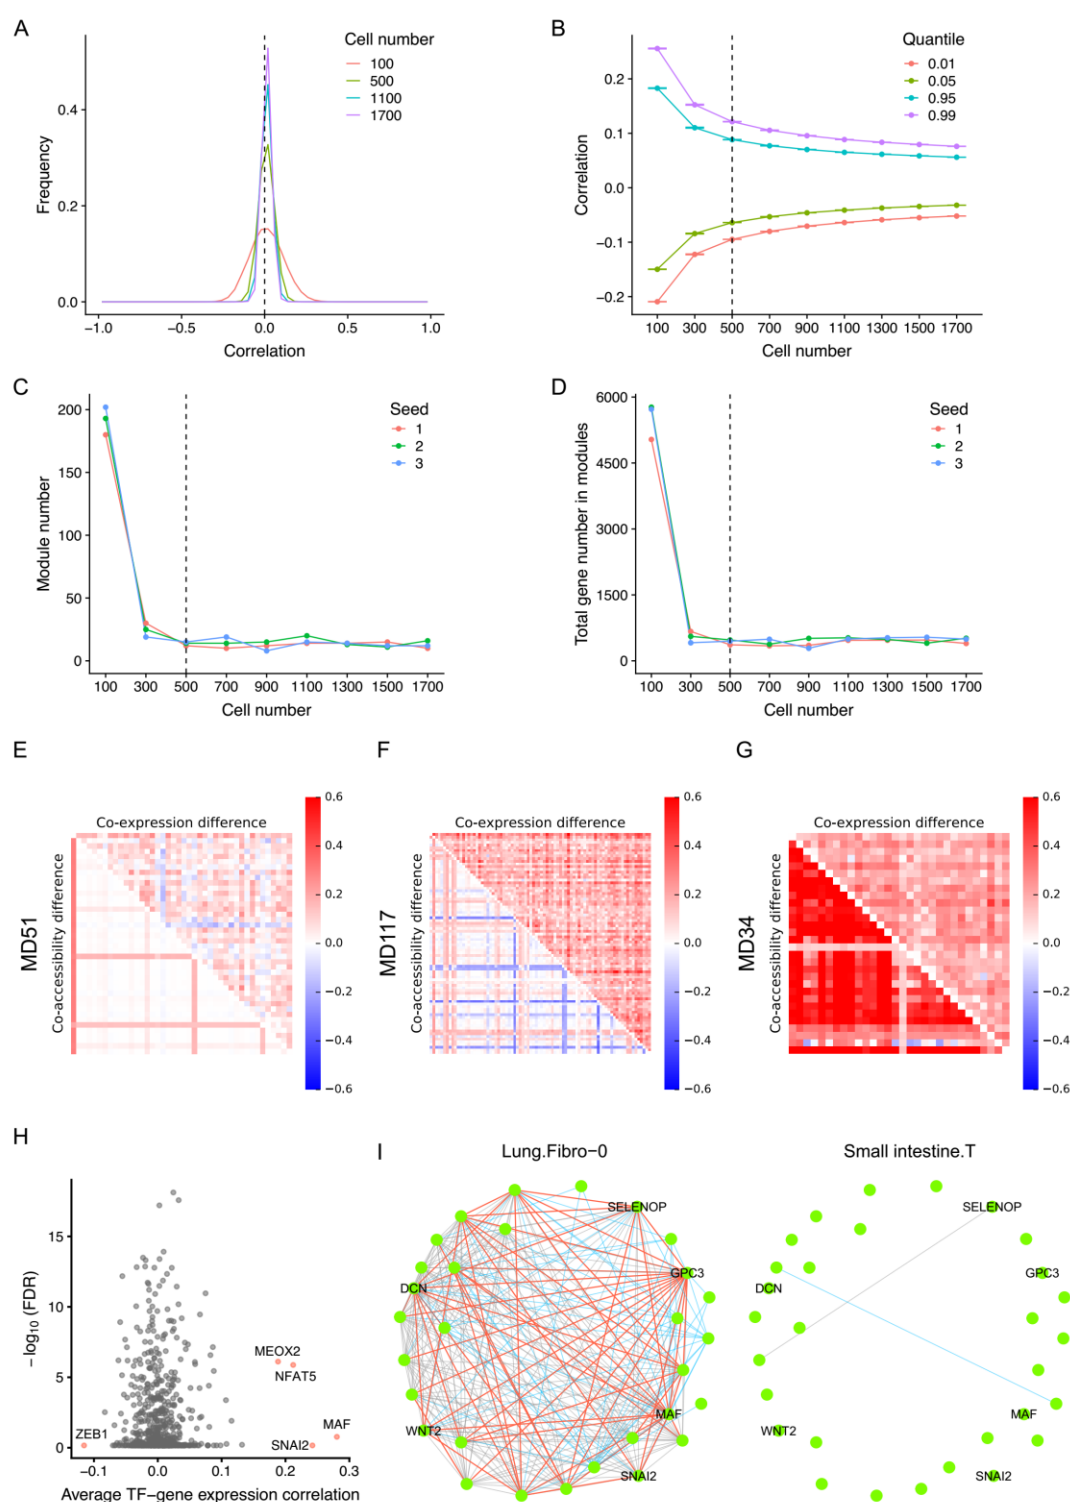 A
Cell number
100
500
1100
1700
Frequency
0.4
0.2
0.0
−1.0
−0.5
0.0
0.5
1.0
Correlation
B
Quantile
0.01
0.05
0.95
0.99
Correlation
0.2
0.1
0.0
−0.1
−0.2
100 300 500 700 900 1100 1300 1500 1700
Cell number
C
Seed
1
2
3
Module number
200
150
100
50
0
100 300 500 700 900 1100 1300 1500 1700
Cell number
D
Seed
1
2
3
Total gene number in modules
6000
4500
3000
1500
0
100 300 500 700 900 1100 1300 1500 1700
Cell number
E
Co-expression difference
Co-accessibility difference
MD51
0.6
0.4
0.2
0.0
−0.2
−0.4
−0.6
F
Co-expression difference
Co-accessibility difference
MD117
0.6
0.4
0.2
0.0
−0.2
−0.4
−0.6
G
Co-expression difference
Co-accessibility difference
MD34
0.6
0.4
0.2
0.0
−0.2
−0.4
−0.6
H
−log10 (FDR)
15
10
5
0
MEOX2
NFAT5
MAF
ZEB1
SNAI2
−0.1
0.0
0.1
0.2
0.3
Average TF−gene expression correlation
I
Lung.Fibro−0
SELENOP
GPC3
DCN
MAF
WNT2
SNAI2
Small intestine.T
SELENOP
GPC3
DCN
MAF
WNT2
SNAI2